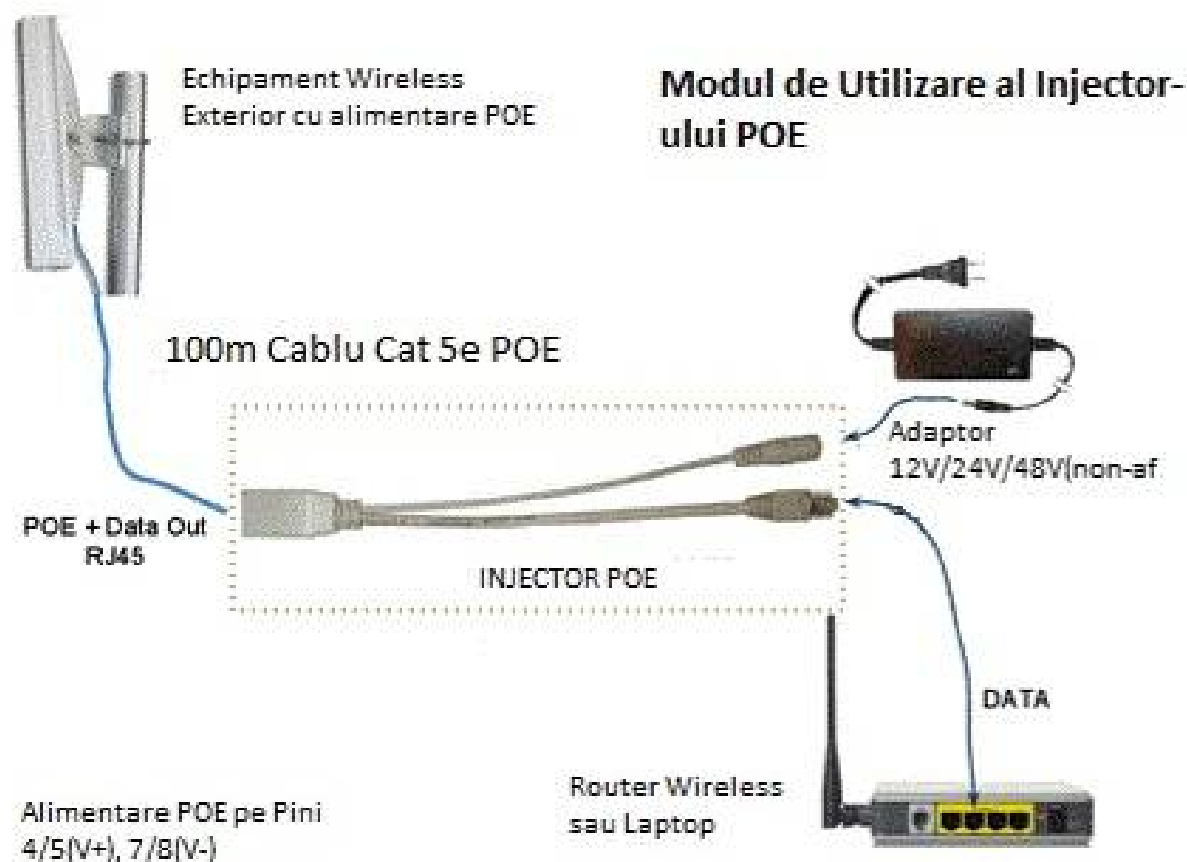 Echipament Wireless
Exterior cu alimentare POE
Modul de Utilizare al Injector-
ului POE
100m Cablu Cat 5e POE
Adaptor
12V/24V/48V(non-af
POE + Data Out
RJ45
INJECTOR POE
DATA
Router Wireless
sau Laptop
Alimentare POE pe Pini
4/5(V+), 7/8(V-)